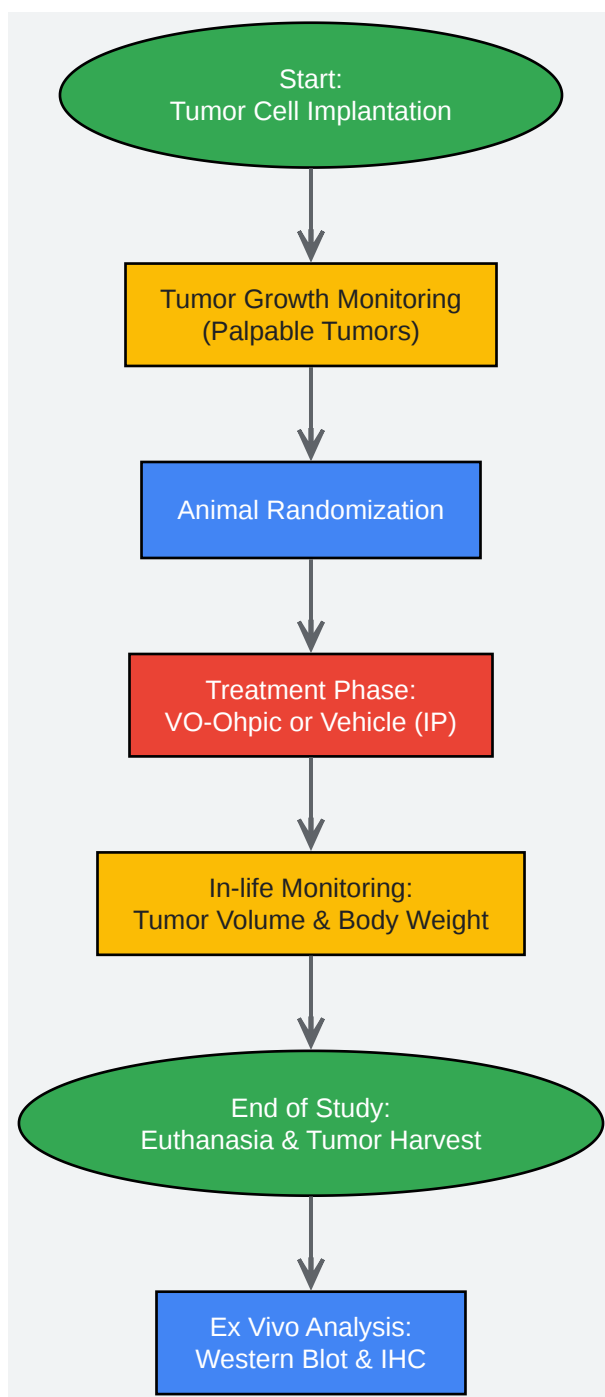 Start:
Tumor Cell Implantation
Tumor Growth Monitoring
(Palpable Tumors)
Animal Randomization
Treatment Phase:
VO-Ohpic or Vehicle (IP)
In-life Monitoring:
Tumor Volume & Body Weight
End of Study:
Euthanasia & Tumor Harvest
Ex Vivo Analysis:
Western Blot & IHC